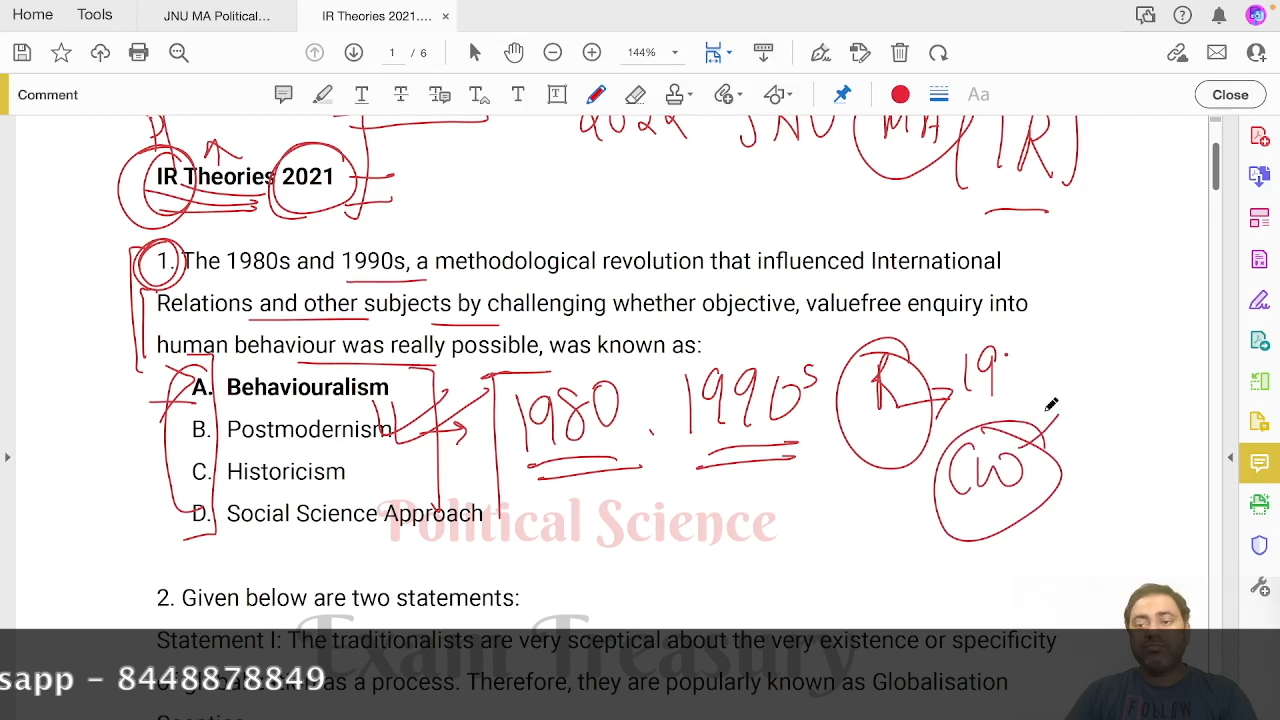 Home Tools JNU MA Political... IR Theories 2021.... ×
1 / 6 144%
Comment Aa Close
2022 JNU (MA) (IR)
IR Theories 2021
1. The 1980s and 1990s, a methodological revolution that influenced International
Relations and other subjects by challenging whether objective, valuefree enquiry into
human behaviour was really possible, was known as:
A. Behaviouralism
B. Postmodernism
C. Historicism
D. Social Science Approach
1980, 1990s
R → 19
CW
Political Science
2. Given below are two statements:
Statement I: The traditionalists are very sceptical about the very existence or specificity
Exam Treasury
sapp - 8448878849
as a process. Therefore, they are popularly known as Globalisation